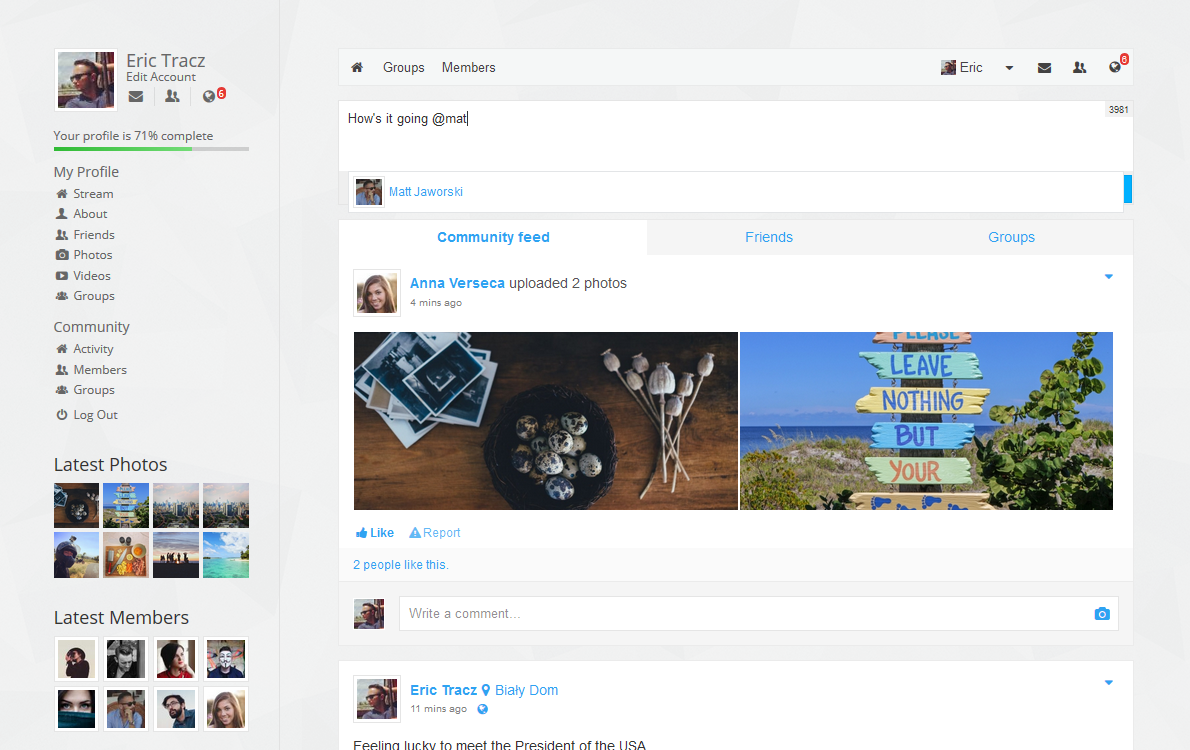 Eric Tracz
Edit Account
6
Your profile is 71% complete
My Profile
Stream
About
Friends
Photos
Videos
Groups
Community
Activity
Members
Groups
Log Out
Latest Photos
Latest Members
Groups Members Eric 6
How's it going @mat
3981
Matt Jaworski
Community feed Friends Groups
Anna Verseca uploaded 2 photos
4 mins ago
PLEASE
LEAVE
NOTHING
BUT
YOUR
Like Report
2 people like this.
Write a comment...
Eric Tracz Biały Dom
11 mins ago
Feeling lucky to meet the President of the USA